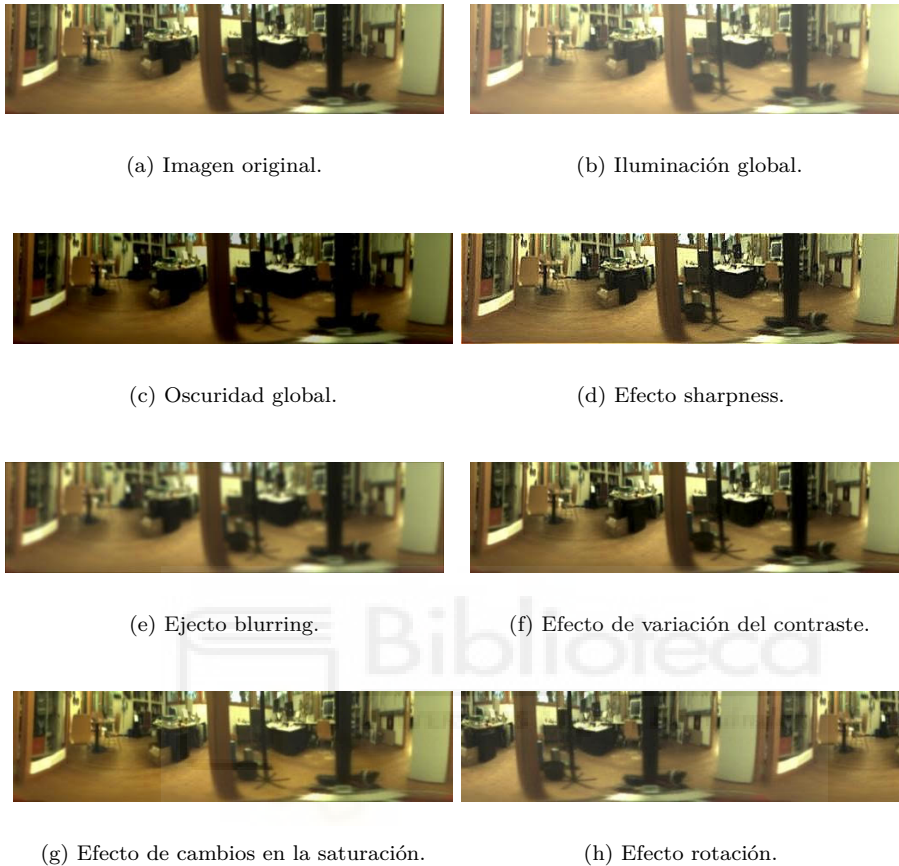 (a) Imagen original.
(b) Iluminación global.
(c) Oscuridad global.
(d) Efecto sharpness.
(e) Ejecto blurring.
(f) Efecto de variación del contraste.
Biblioteca
(g) Efecto de cambios en la saturación.
(h) Efecto rotación.